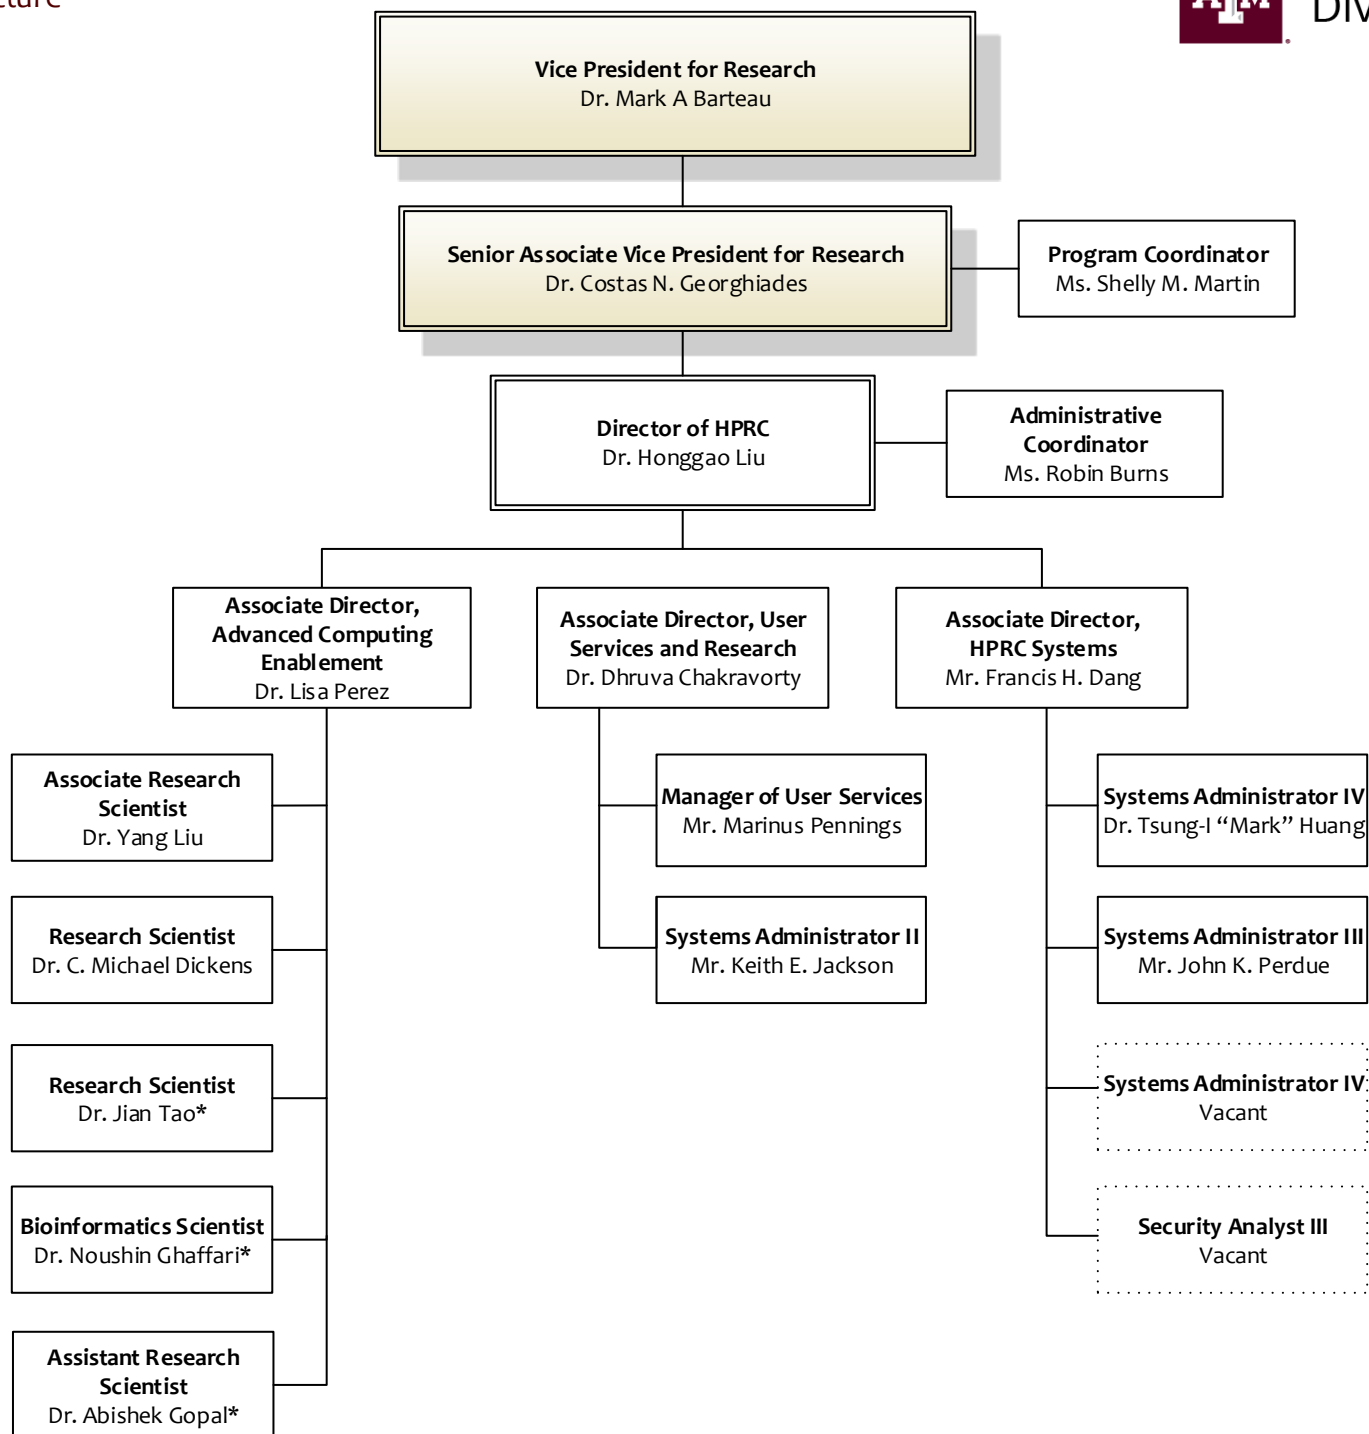 Vice President for Research
Dr. Mark A Barteau
Senior Associate Vice President for Research
Dr. Costas N. Georghiades
Program Coordinator
Ms. Shelly M. Martin
Director of HPRC
Dr. Honggao Liu
Administrative
Coordinator
Ms. Robin Burns
Associate Director,
Advanced Computing
Enablement
Dr. Lisa Perez
Associate Director, User
Services and Research
Dr. Dhruva Chakravorty
Associate Director,
HPRC Systems
Mr. Francis H. Dang
Associate Research
Scientist
Dr. Yang Liu
Manager of User Services
Mr. Marinus Pennings
Systems Administrator IV
Dr. Tsung-I “Mark” Huang
Research Scientist
Dr. C. Michael Dickens
Systems Administrator II
Mr. Keith E. Jackson
Systems Administrator III
Mr. John K. Perdue
Research Scientist
Dr. Jian Tao*
Systems Administrator IV
Vacant
Bioinformatics Scientist
Dr. Noushin Ghaffari*
Security Analyst III
Vacant
Assistant Research
Scientist
Dr. Abishek Gopal*